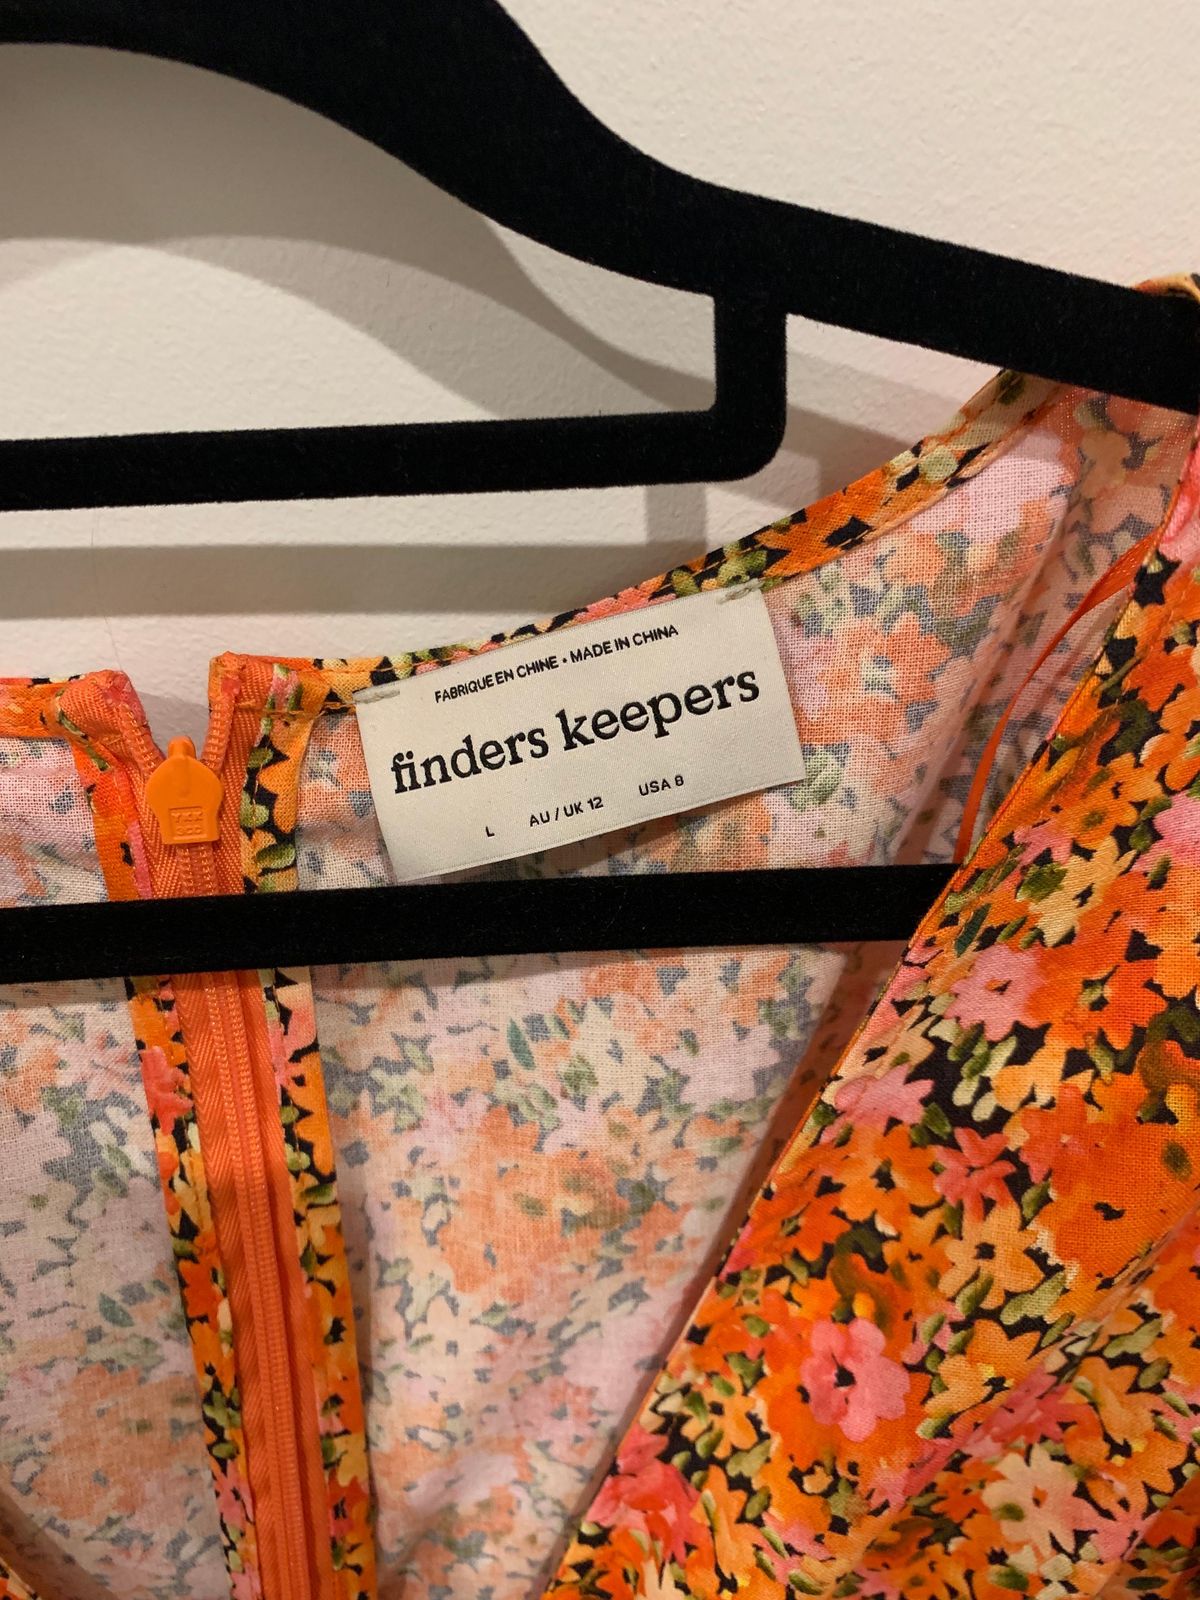 FABRIQUE EN CHINE • MADE IN CHINA
finders keepers
L AU / UK 12 USA 8